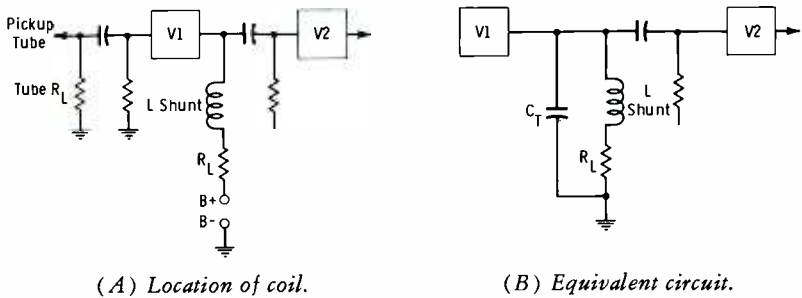 Pickup
Tube
V1
V2
Tube R_L
L Shunt
R_L
B+
B-
(A) Location of coil.
V1
V2
C_T
L
Shunt
R_L
(B) Equivalent circuit.